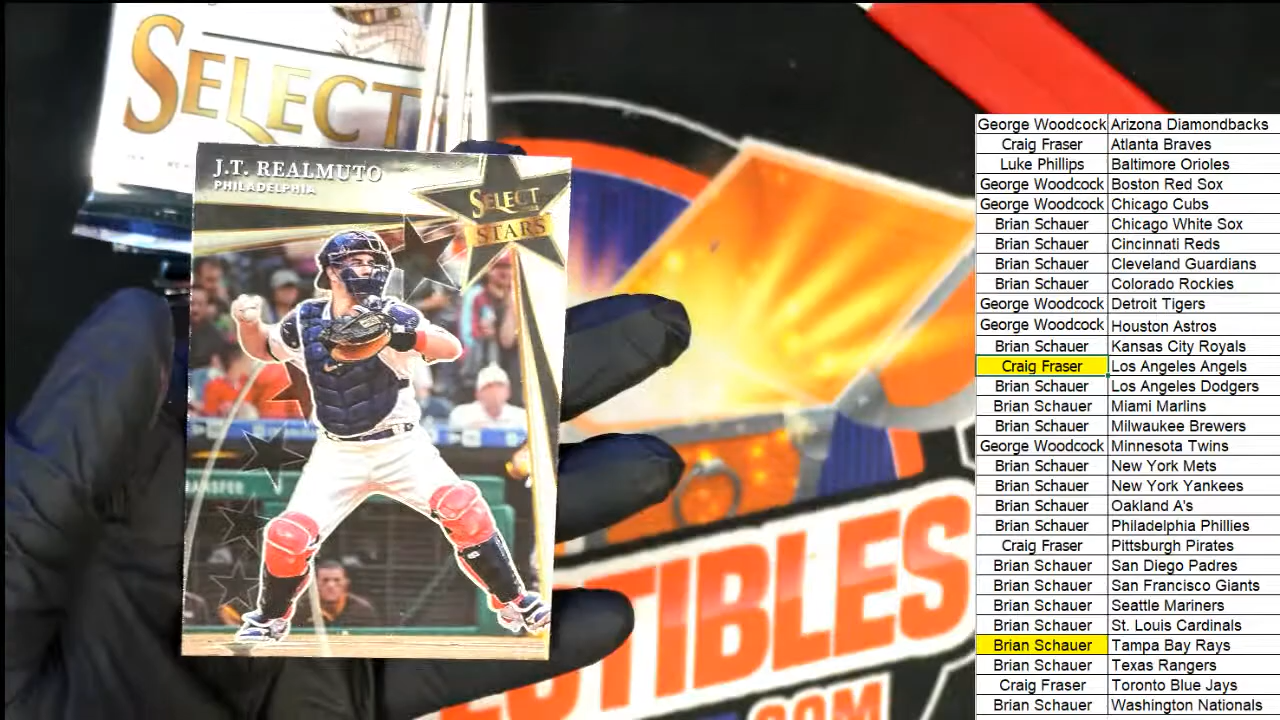 SELECT
J.T. REALMUTO
PHILADELPHIA
SELECT
STARS
TRANSFER
TIBLES
.COM
George Woodcock Arizona Diamondbacks
Craig Fraser Atlanta Braves
Luke Phillips Baltimore Orioles
George Woodcock Boston Red Sox
George Woodcock Chicago Cubs
Brian Schauer Chicago White Sox
Brian Schauer Cincinnati Reds
Brian Schauer Cleveland Guardians
Brian Schauer Colorado Rockies
George Woodcock Detroit Tigers
George Woodcock Houston Astros
Brian Schauer Kansas City Royals
Craig Fraser Los Angeles Angels
Brian Schauer Los Angeles Dodgers
Brian Schauer Miami Marlins
Brian Schauer Milwaukee Brewers
George Woodcock Minnesota Twins
Brian Schauer New York Mets
Brian Schauer New York Yankees
Brian Schauer Oakland A's
Brian Schauer Philadelphia Phillies
Craig Fraser Pittsburgh Pirates
Brian Schauer San Diego Padres
Brian Schauer San Francisco Giants
Brian Schauer Seattle Mariners
Brian Schauer St. Louis Cardinals
Brian Schauer Tampa Bay Rays
Brian Schauer Texas Rangers
Craig Fraser Toronto Blue Jays
Brian Schauer Washington Nationals